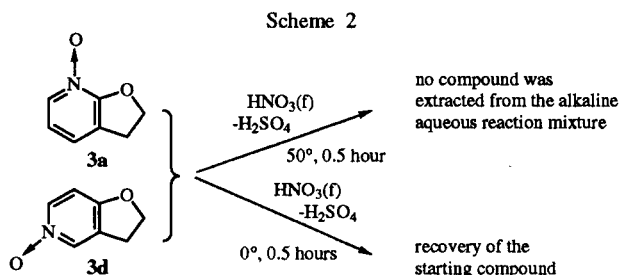 Scheme 2
O
N
O
3a
N
O
O
3d
HNO3(f)
-H2SO4
50°, 0.5 hour
HNO3(f)
-H2SO4
0°, 0.5 hours
no compound was
extracted from the alkaline
aqueous reaction mixture
recovery of the
starting compound